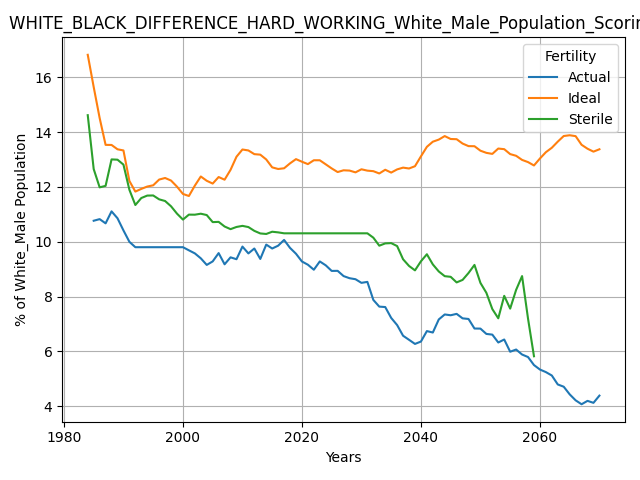 WHITE_BLACK_DIFFERENCE_HARD_WORKING_White_Male_Population_Scorin
Fertility
Actual
Ideal
Sterile
% of White_Male Population
16
14
12
10
8
6
4
1980 2000 2020 2040 2060
Years